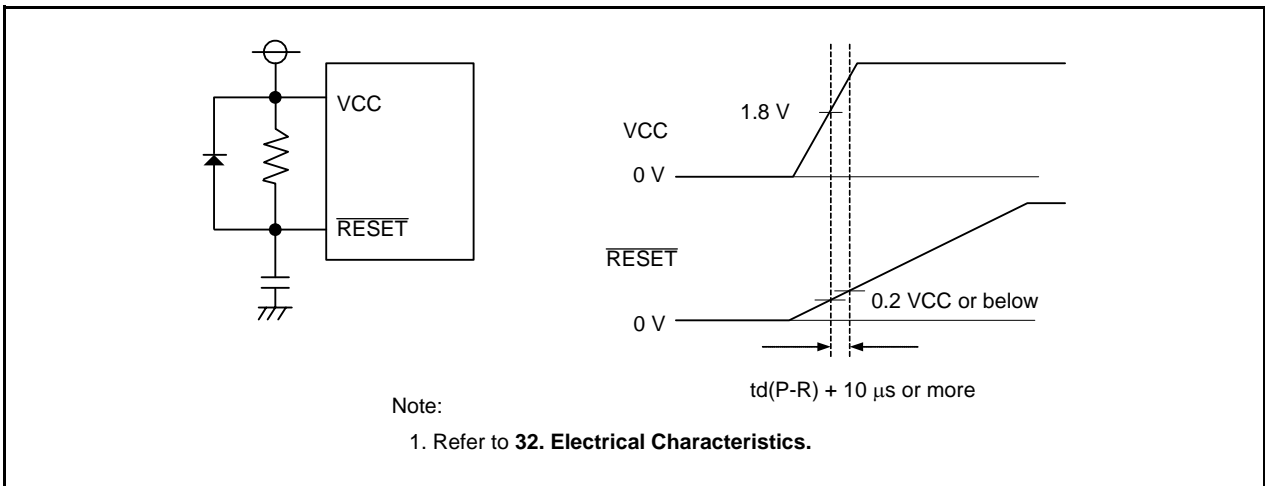 VCC
RESET
1.8 V
VCC
0 V
RESET
0.2 VCC or below
0 V
td(P-R) + 10 μs or more
Note:
1. Refer to 32. Electrical Characteristics.